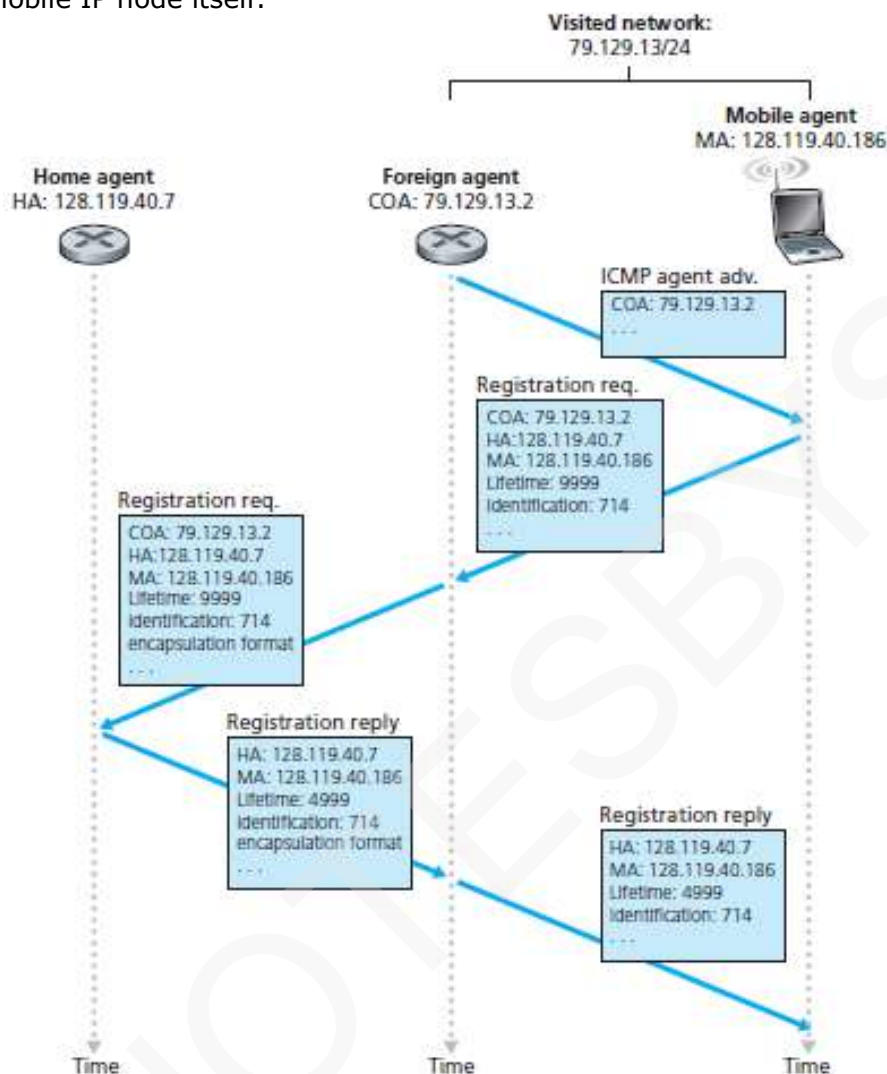 mobile IP node itself.
Visited network:
79.129.13/24
Mobile agent
MA: 128.119.40.186
Home agent
HA: 128.119.40.7
Foreign agent
COA: 79.129.13.2
ICMP agent adv.
COA: 79.129.13.2
. . .
Registration req.
COA: 79.129.13.2
HA:128.119.40.7
MA: 128.119.40.186
Lifetime: 9999
identification: 714
. . .
Registration req.
COA: 79.129.13.2
HA:128.119.40.7
MA: 128.119.40.186
Lifetime: 9999
identification: 714
encapsulation format
. . .
Registration reply
HA: 128.119.40.7
MA: 128.119.40.186
Lifetime: 4999
identification: 714
encapsulation format
. . .
Registration reply
HA: 128.119.40.7
MA: 128.119.40.186
Lifetime: 4999
identification: 714
. . .
Time
Time
Time